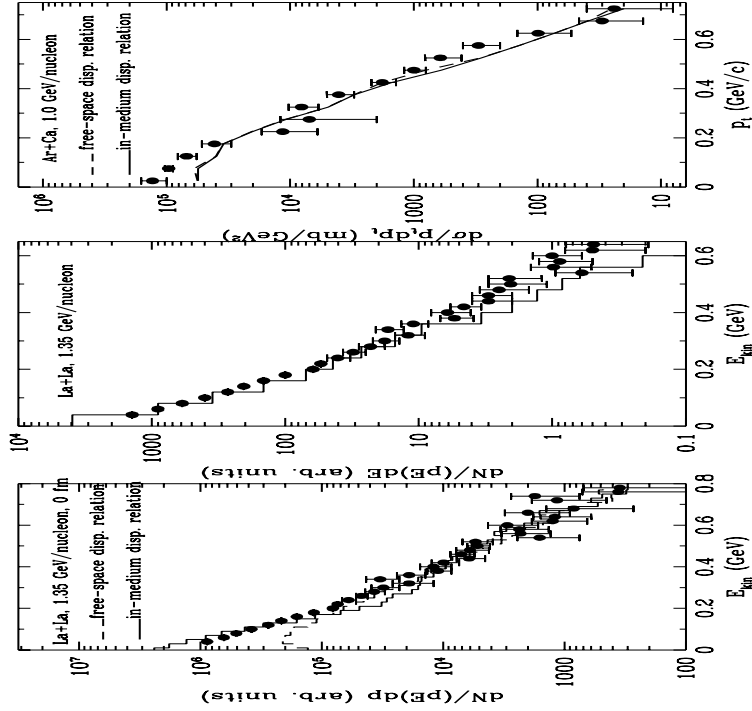 La+La, 1.35 GeV/nucleon, 0 fm
free-space disp. relation
in-medium disp. relation
dN/(pE)dp (arb. units)
10⁷
10⁶
10⁵
10⁴
1000
100
0 0.2 0.4 0.6 0.8
E_kin (GeV)
La+La, 1.35 GeV/nucleon
dN/(pE)dE (arb. units)
10⁴
1000
100
10
1
0.1
0 0.2 0.4 0.6
E_kin (GeV)
Ar+Ca, 1.0 GeV/nucleon
free-space disp. relation
in-medium disp. relation
dσ/p_t dp_t (mb/GeV²)
10⁶
10⁵
10⁴
1000
100
10
0 0.2 0.4 0.6
p_t (GeV/c)